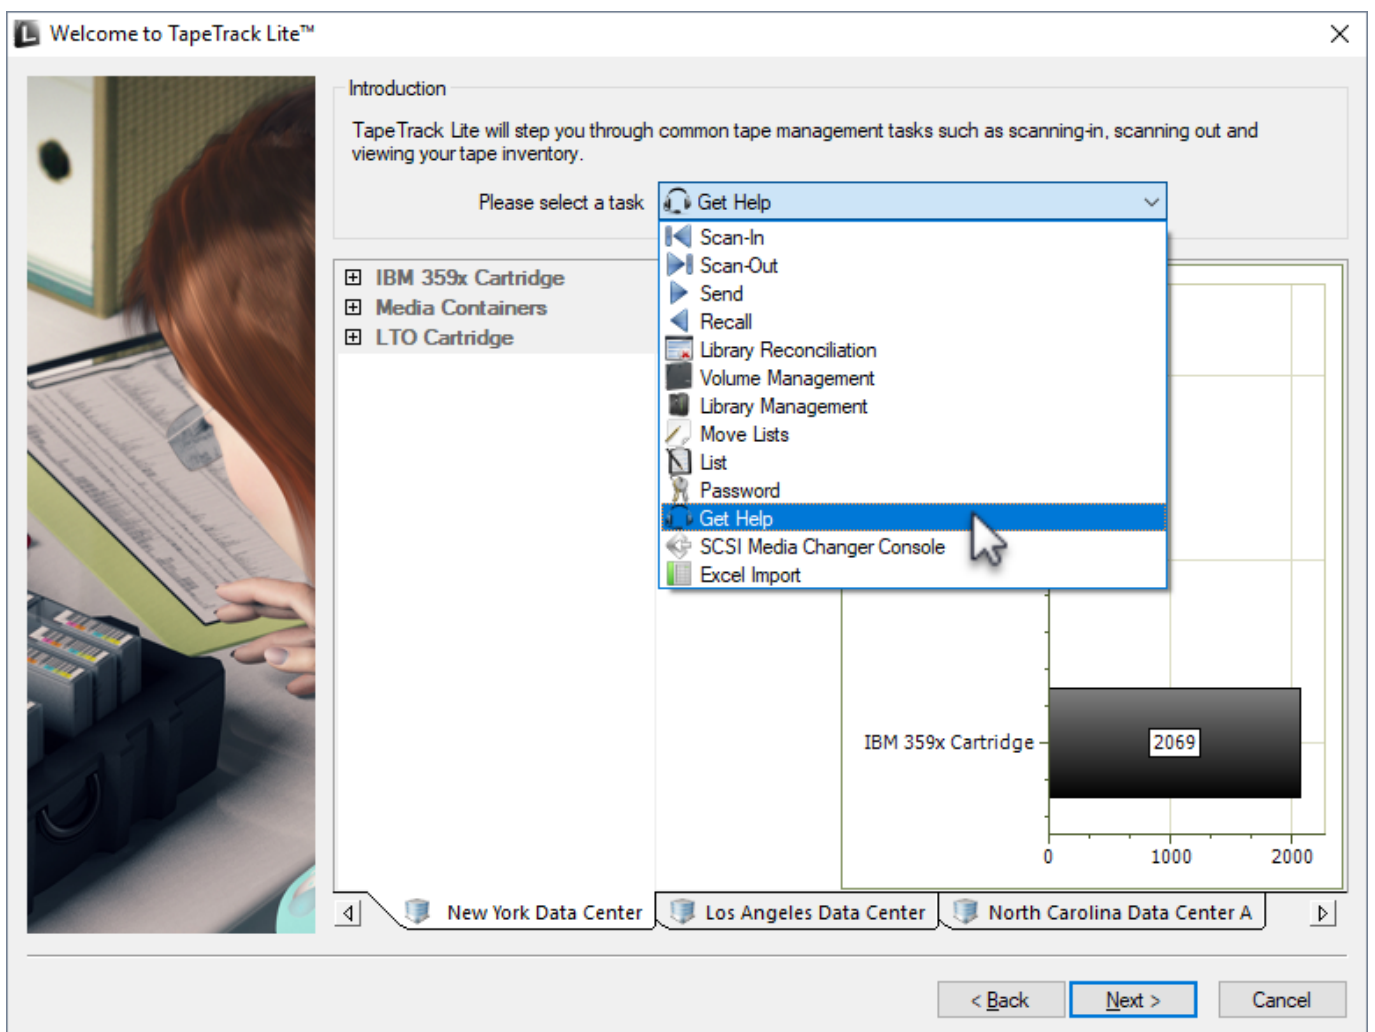 Welcome to TapeTrack Lite™
Introduction
TapeTrack Lite will step you through common tape management tasks such as scanning-in, scanning out and
viewing your tape inventory.
Please select a task
Get Help
Scan-In
Scan-Out
Send
Recall
Library Reconciliation
Volume Management
Library Management
Move Lists
List
Password
Get Help
SCSI Media Changer Console
Excel Import
IBM 359x Cartridge
Media Containers
LTO Cartridge
IBM 359x Cartridge
2069
0 1000 2000
New York Data Center
Los Angeles Data Center
North Carolina Data Center A
< Back
Next >
Cancel